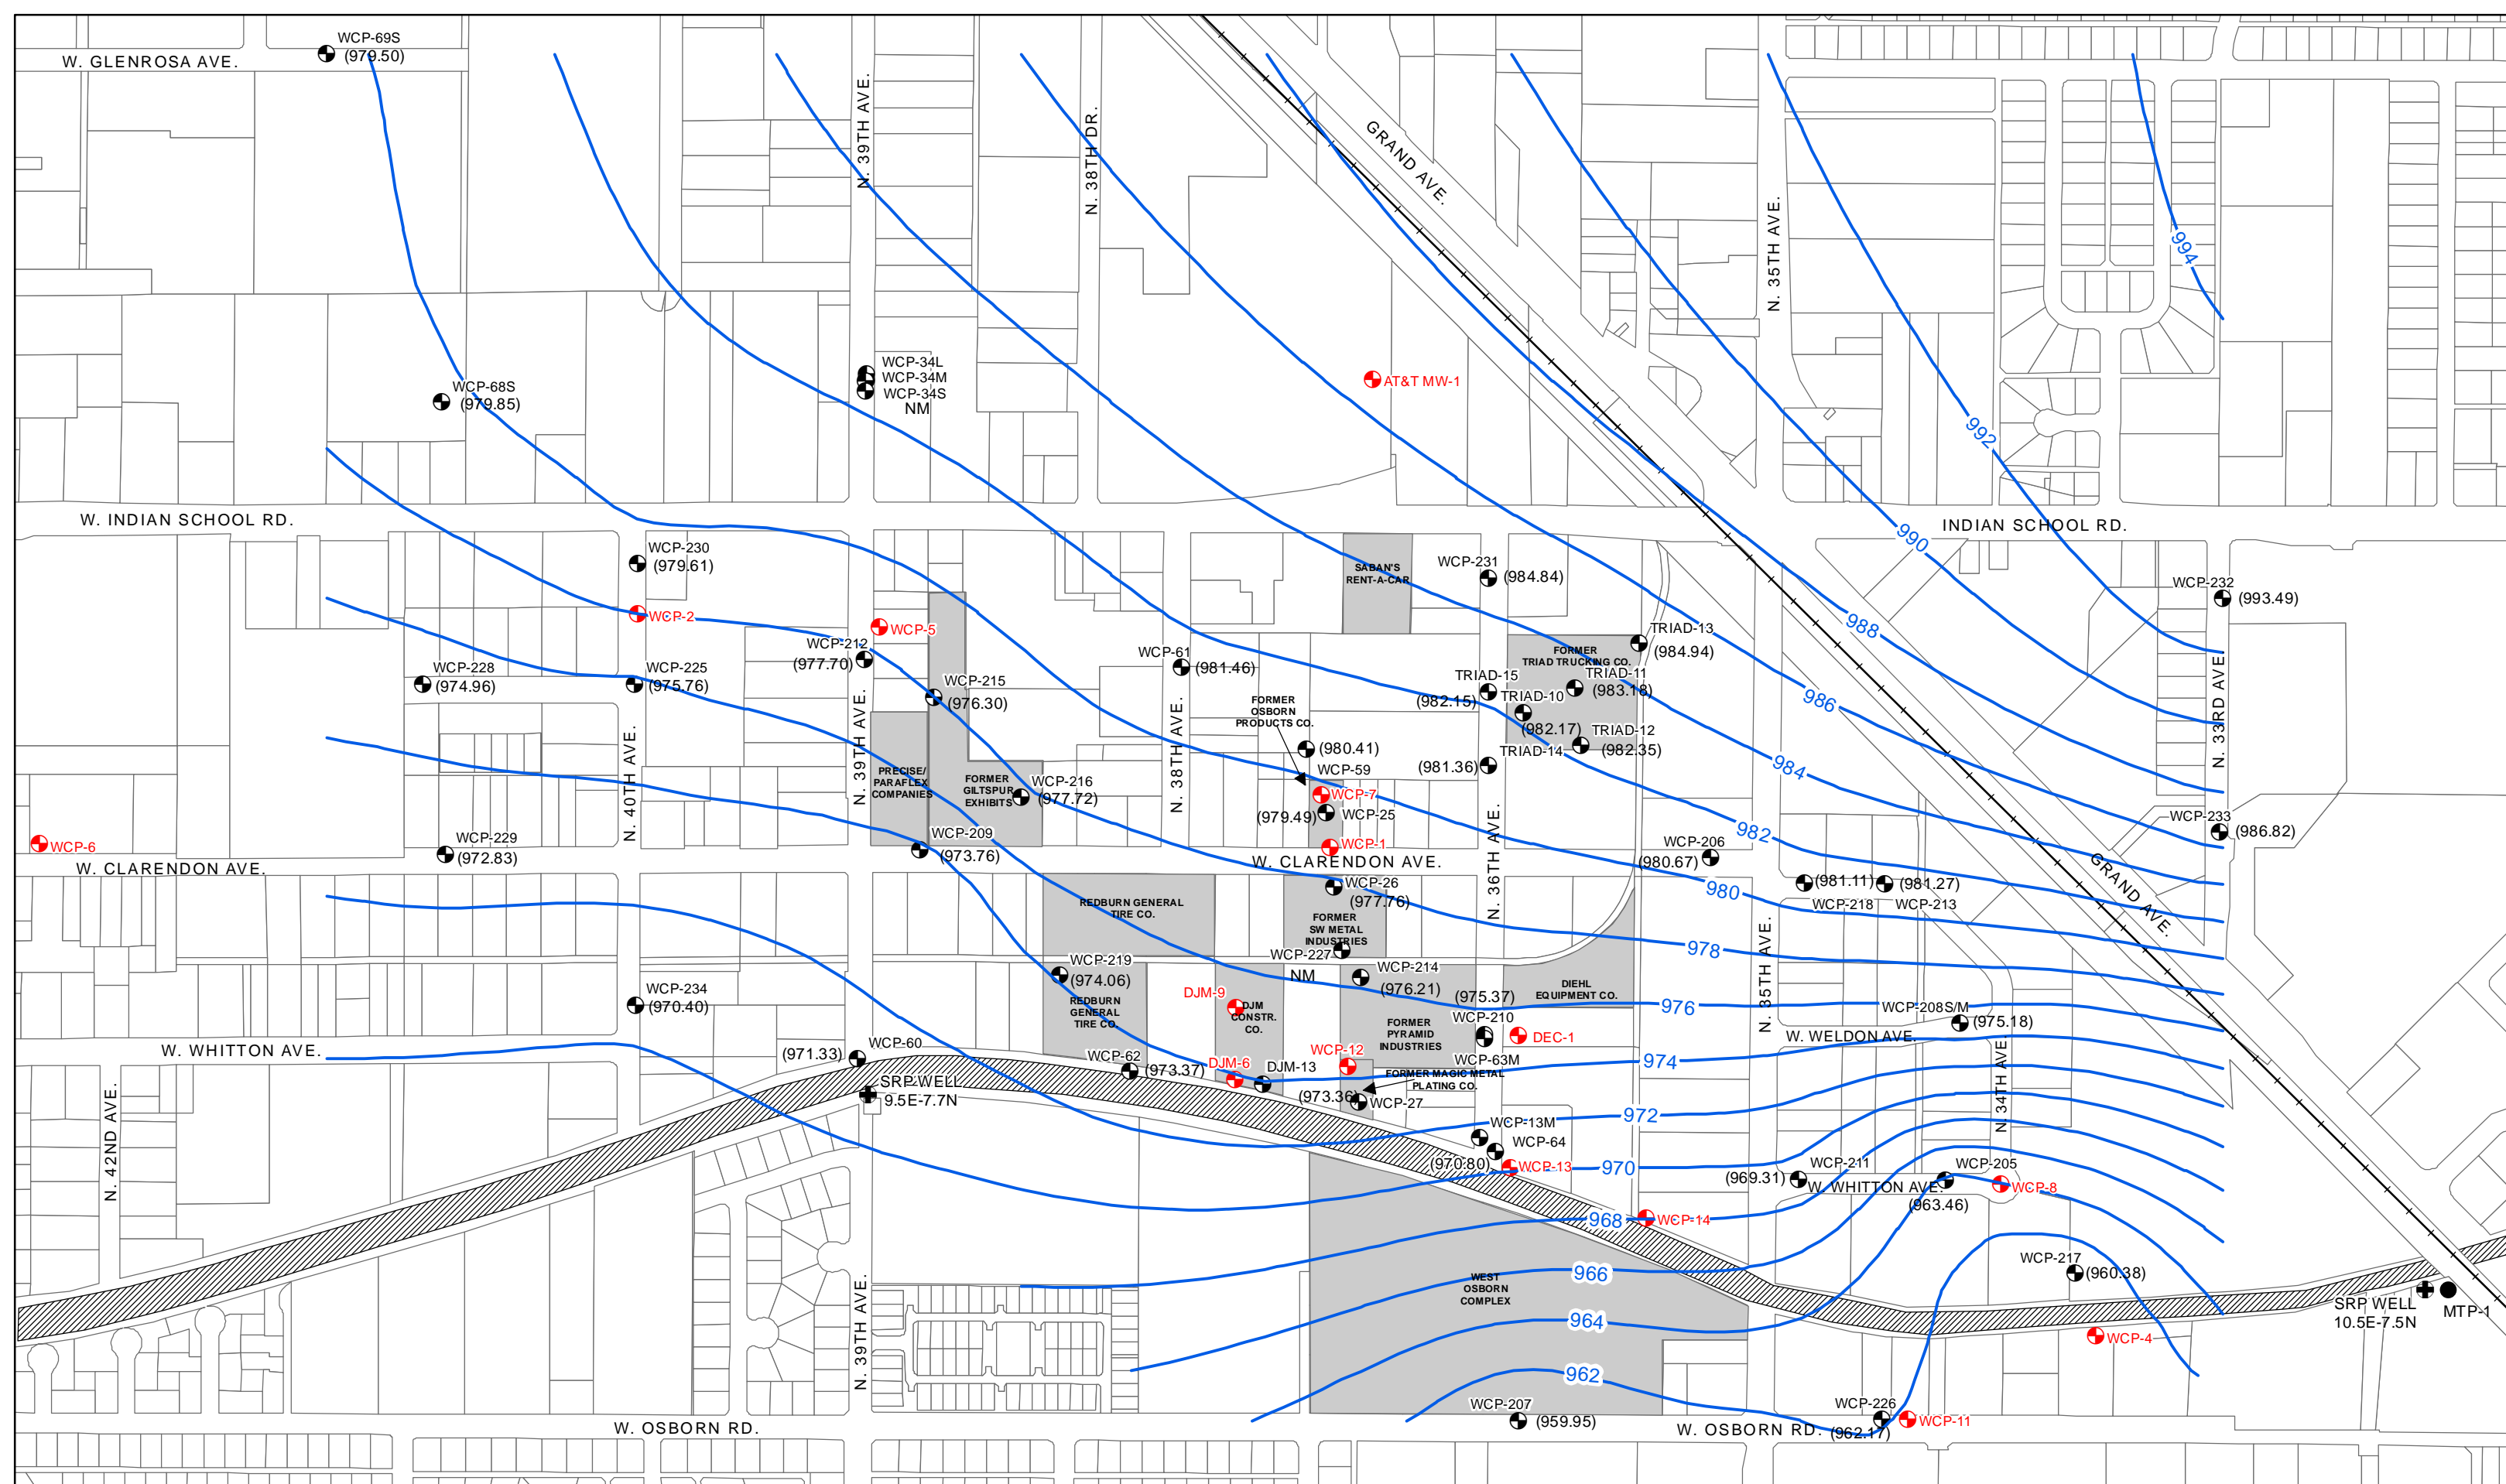 WCP-69S
(979.50)
W. GLENROSA AVE.
N. 39TH AVE.
N. 38TH DR.
GRAND AVE.
N. 35TH AVE.
994
WCP-34L
WCP-34M
WCP-34S
NM
AT&T MW-1
WCP-68S
(979.85)
992
W. INDIAN SCHOOL RD.
INDIAN SCHOOL RD.
990
WCP-230
(979.61)
WCP-231
(984.84)
SABAN'S
RENT-A-CAR
WCP-232
(993.49)
WCP-2
WCP-5
988
TRIAD-13
(984.94)
WCP-212
(977.70)
WCP-61
(981.46)
FORMER
TRIAD TRUCKING CO.
WCP-228
(974.96)
WCP-225
(975.76)
WCP-215
(976.30)
TRIAD-15
(982.15)
TRIAD-10
(982.17)
TRIAD-11
(983.18)
986
FORMER
OSBORN
PRODUCTS CO.
TRIAD-12
(982.35)
N. 33RD AVE.
N. 40TH AVE.
N. 39TH AVE.
N. 38TH AVE.
(980.41)
WCP-59
TRIAD-14
(981.36)
984
PRECISE/
PARAFLEX
COMPANIES
FORMER
GILTSPUR
EXHIBITS
WCP-216
(977.72)
WCP-7
(979.49)
WCP-25
N. 36TH AVE.
982
WCP-233
(986.82)
WCP-6
WCP-229
(972.83)
WCP-209
(973.76)
WCP-1
WCP-206
(980.67)
W. CLARENDON AVE.
W. CLARENDON AVE.
GRAND AVE.
WCP-26
(977.76)
980
(981.11)
(981.27)
WCP-218
WCP-213
REDBURN GENERAL
TIRE CO.
FORMER
SW METAL
INDUSTRIES
978
N. 35TH AVE.
WCP-227
NM
WCP-219
(974.06)
WCP-214
(976.21)
DIEHL
EQUIPMENT CO.
(975.37)
WCP-210
WCP-234
(970.40)
REDBURN
GENERAL
TIRE CO.
DJM-9
DJM
CONSTR.
CO.
976
WCP-208S/M
(975.18)
FORMER
PYRAMID
INDUSTRIES
DEC-1
W. WELDON AVE.
W. WHITTON AVE.
(971.33)
WCP-60
WCP-62
(973.37)
DJM-6
DJM-13
WCP-12
WCP-63M
974
FORMER MAGIC METAL
PLATING CO.
SRP WELL
9.5E-7.7N
(973.36)
WCP-27
N. 34TH AVE.
N. 42ND AVE.
972
WCP-13M
WCP-64
(970.80)
WCP-13
970
WCP-211
(969.31)
W. WHITTON AVE.
WCP-205
(963.46)
WCP-8
968
WCP-14
966
WEST
OSBORN
COMPLEX
WCP-217
(960.38)
SRP WELL
10.5E-7.5N
MTP-1
964
WCP-4
N. 39TH AVE.
962
WCP-207
(959.95)
WCP-226
(962.17)
WCP-11
W. OSBORN RD.
W. OSBORN RD.